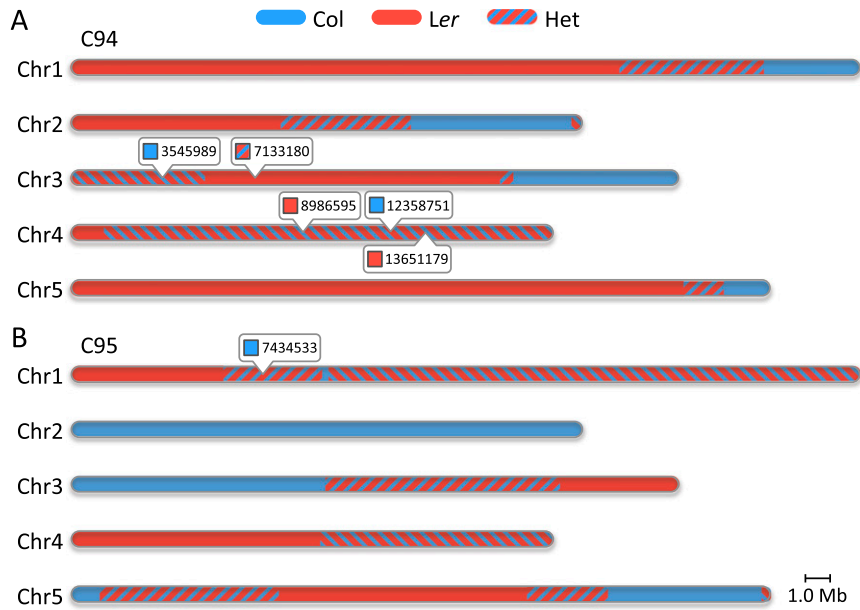 A
Col
Ler
Het
C94
Chr1
Chr2
3545989
7133180
Chr3
8986595
12358751
Chr4
13651179
Chr5
B
C95
7434533
Chr1
Chr2
Chr3
Chr4
Chr5
1.0 Mb